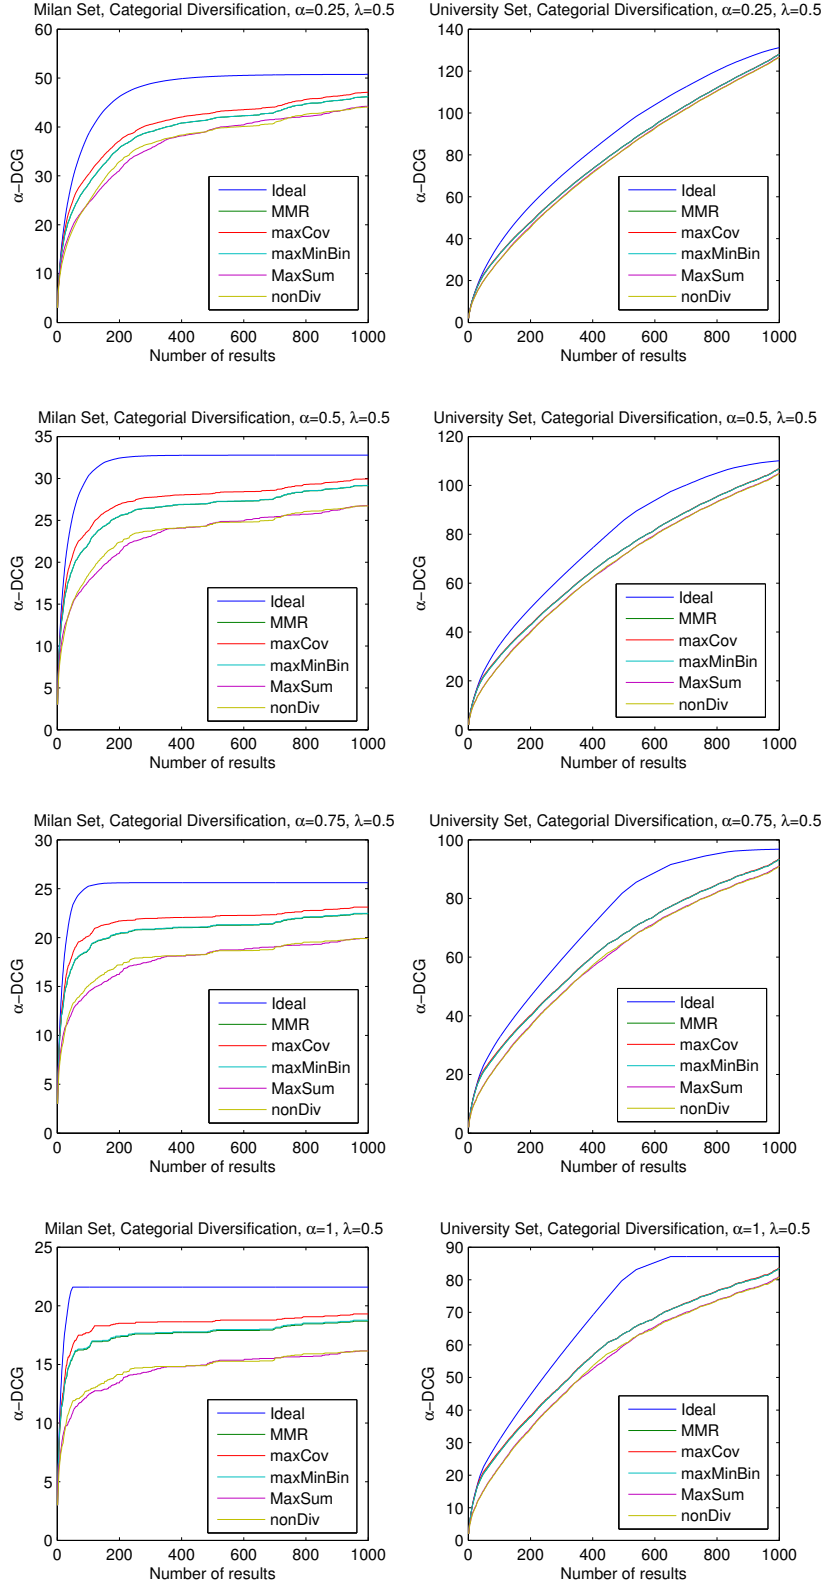 Milan Set, Categorial Diversification, α=0.25, λ=0.5
60
50
40
30
20
10
0
α−DCG
Ideal
MMR
maxCov
maxMinBin
MaxSum
nonDiv
0 200 400 600 800 1000
Number of results
University Set, Categorial Diversification, α=0.25, λ=0.5
140
120
100
80
60
40
20
0
α−DCG
Ideal
MMR
maxCov
maxMinBin
MaxSum
nonDiv
0 200 400 600 800 1000
Number of results
Milan Set, Categorial Diversification, α=0.5, λ=0.5
35
30
25
20
15
10
5
0
α−DCG
Ideal
MMR
maxCov
maxMinBin
MaxSum
nonDiv
0 200 400 600 800 1000
Number of results
University Set, Categorial Diversification, α=0.5, λ=0.5
120
100
80
60
40
20
0
α−DCG
Ideal
MMR
maxCov
maxMinBin
MaxSum
nonDiv
0 200 400 600 800 1000
Number of results
Milan Set, Categorial Diversification, α=0.75, λ=0.5
30
25
20
15
10
5
0
α−DCG
Ideal
MMR
maxCov
maxMinBin
MaxSum
nonDiv
0 200 400 600 800 1000
Number of results
University Set, Categorial Diversification, α=0.75, λ=0.5
100
80
60
40
20
0
α−DCG
Ideal
MMR
maxCov
maxMinBin
MaxSum
nonDiv
0 200 400 600 800 1000
Number of results
Milan Set, Categorial Diversification, α=1, λ=0.5
25
20
15
10
5
0
α−DCG
Ideal
MMR
maxCov
maxMinBin
MaxSum
nonDiv
0 200 400 600 800 1000
Number of results
University Set, Categorial Diversification, α=1, λ=0.5
90
80
70
60
50
40
30
20
10
0
α−DCG
Ideal
MMR
maxCov
maxMinBin
MaxSum
nonDiv
0 200 400 600 800 1000
Number of results